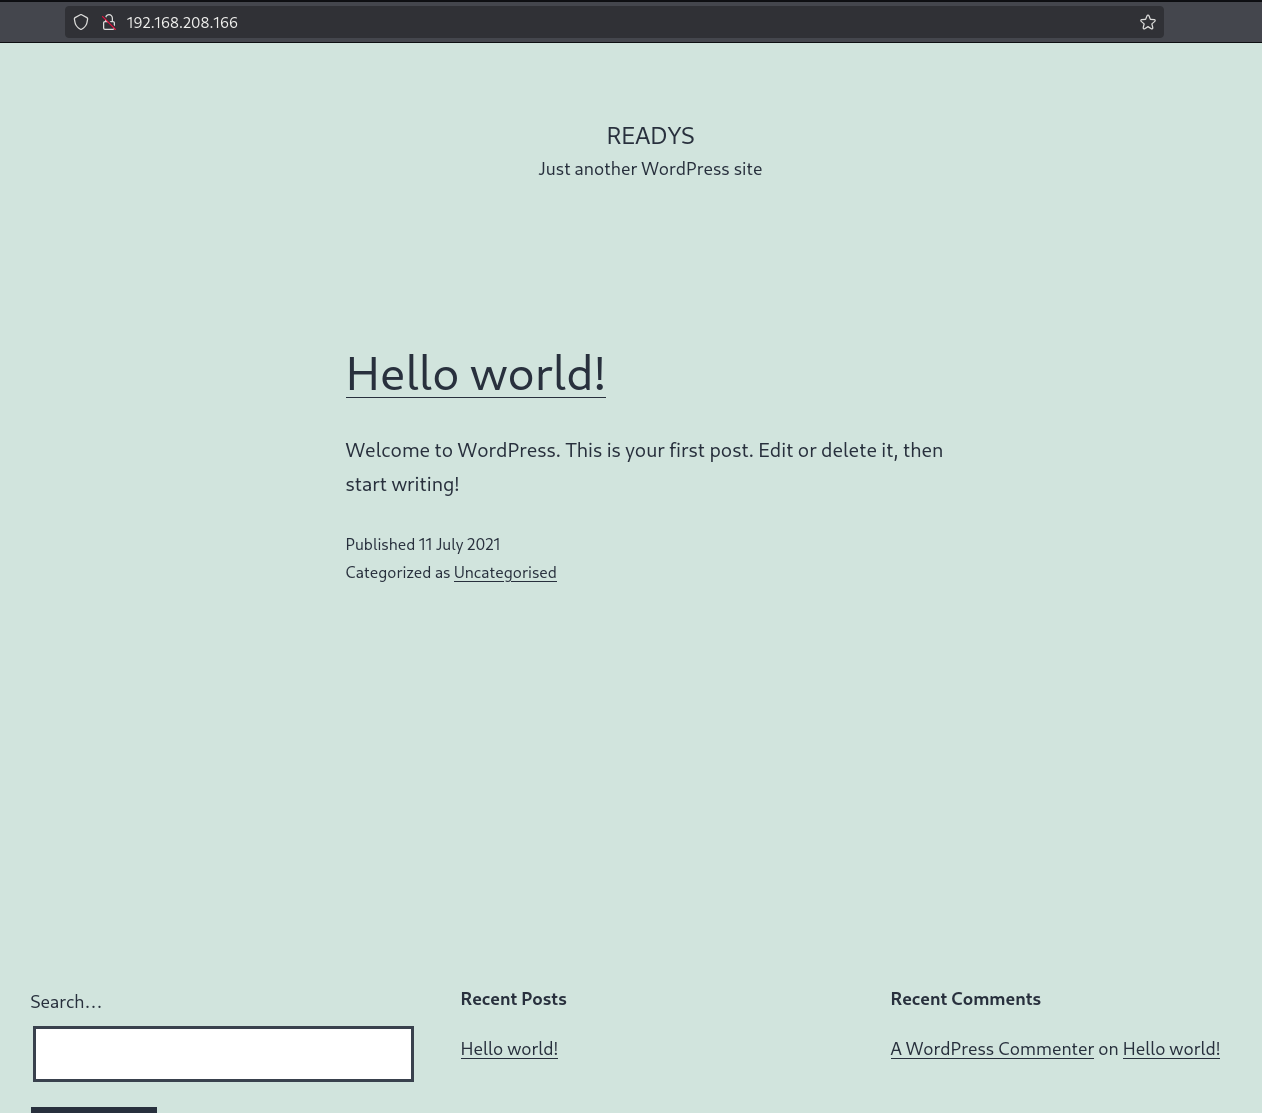 192.168.208.166
READYS
Just another WordPress site
Hello world!
Welcome to WordPress. This is your first post. Edit or delete it, then
start writing!
Published 11 July 2021
Categorized as Uncategorised
Search…
Recent Posts
Hello world!
Recent Comments
A WordPress Commenter on Hello world!